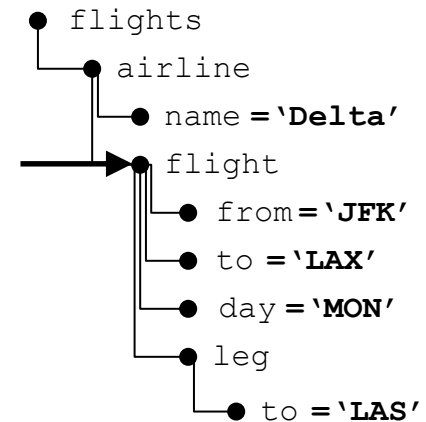 flights
airline
name =‘Delta’
flight
from =‘JFK’
to =‘LAX’
day =‘MON’
leg
to =‘LAS’